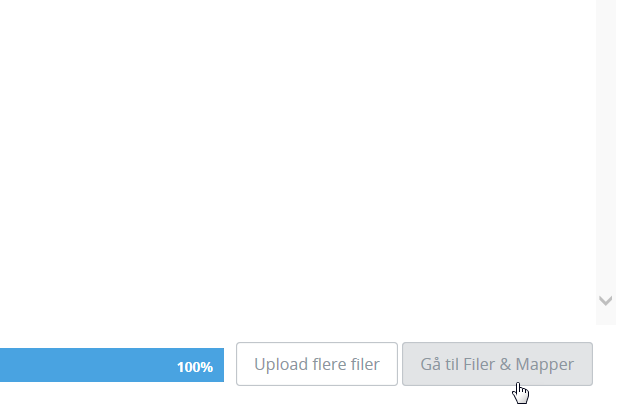 100%
Upload flere filer
Gå til Filer & Mapper